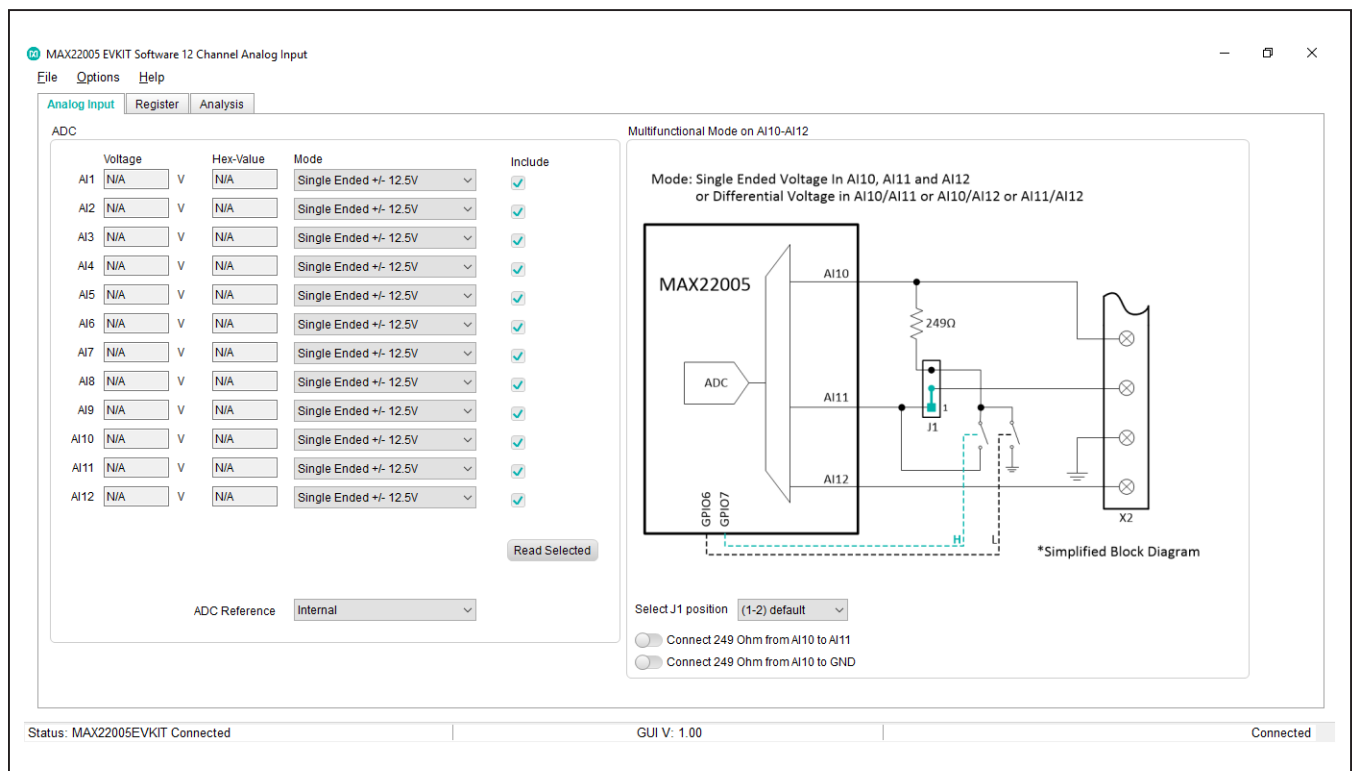 MAX22005 EVKIT Software 12 Channel Analog Input
File Options Help
Analog Input Register Analysis
ADC
Voltage Hex-Value Mode Include
AI1 N/A V N/A Single Ended +/- 12.5V
AI2 N/A V N/A Single Ended +/- 12.5V
AI3 N/A V N/A Single Ended +/- 12.5V
AI4 N/A V N/A Single Ended +/- 12.5V
AI5 N/A V N/A Single Ended +/- 12.5V
AI6 N/A V N/A Single Ended +/- 12.5V
AI7 N/A V N/A Single Ended +/- 12.5V
AI8 N/A V N/A Single Ended +/- 12.5V
AI9 N/A V N/A Single Ended +/- 12.5V
AI10 N/A V N/A Single Ended +/- 12.5V
AI11 N/A V N/A Single Ended +/- 12.5V
AI12 N/A V N/A Single Ended +/- 12.5V
Read Selected
ADC Reference Internal
Multifunctional Mode on AI10-AI12
Mode: Single Ended Voltage In AI10, AI11 and AI12
or Differential Voltage in AI10/AI11 or AI10/AI12 or AI11/AI12
MAX22005
AI10
249Ω
ADC
AI11
1
J1
AI12
GPIO6
GPIO7
X2
H L
*Simplified Block Diagram
Select J1 position (1-2) default
Connect 249 Ohm from AI10 to AI11
Connect 249 Ohm from AI10 to GND
Status: MAX22005EVKIT Connected GUI V: 1.00 Connected